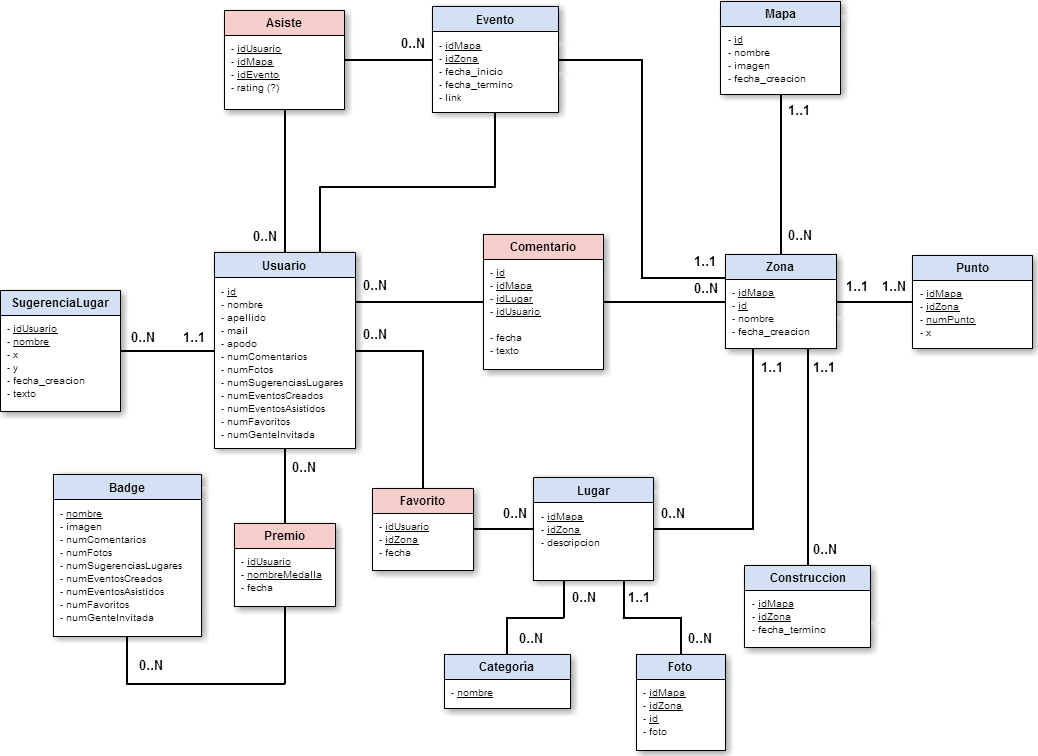 Asiste
- idUsuario
- idMapa
- idEvento
- rating (?)
0..N
Evento
- idMapa
- idZona
- fecha_inicio
- fecha_termino
- link
Mapa
- id
- nombre
- imagen
- fecha_creacion
1..1
0..N
0..N
Usuario
- id
- nombre
- apellido
- mail
- apodo
- numComentarios
- numFotos
- numSugerenciasLugares
- numEventosCreados
- numEventosAsistidos
- numFavoritos
- numGenteInvitada
0..N
0..N
Comentario
- id
- idMapa
- idLugar
- idUsuario
- fecha
- texto
1..1
0..N
Zona
- idMapa
- id
- nombre
- fecha_creacion
1..1
1..N
Punto
- idMapa
- idZona
- numPunto
- x
SugerenciaLugar
- idUsuario
- nombre
- x
- y
- fecha_creacion
- texto
0..N
1..1
1..1
1..1
0..N
Badge
- nombre
- imagen
- numComentarios
- numFotos
- numSugerenciasLugares
- numEventosCreados
- numEventosAsistidos
- numFavoritos
- numGenteInvitada
0..N
Premio
- idUsuario
- nombreMedalla
- fecha
Favorito
- idUsuario
- idZona
- fecha
0..N
Lugar
- idMapa
- idZona
- descripcion
0..N
0..N
1..1
0..N
Construccion
- idMapa
- idZona
- fecha_termino
0..N
0..N
Categoria
- nombre
Foto
- idMapa
- idZona
- id
- foto